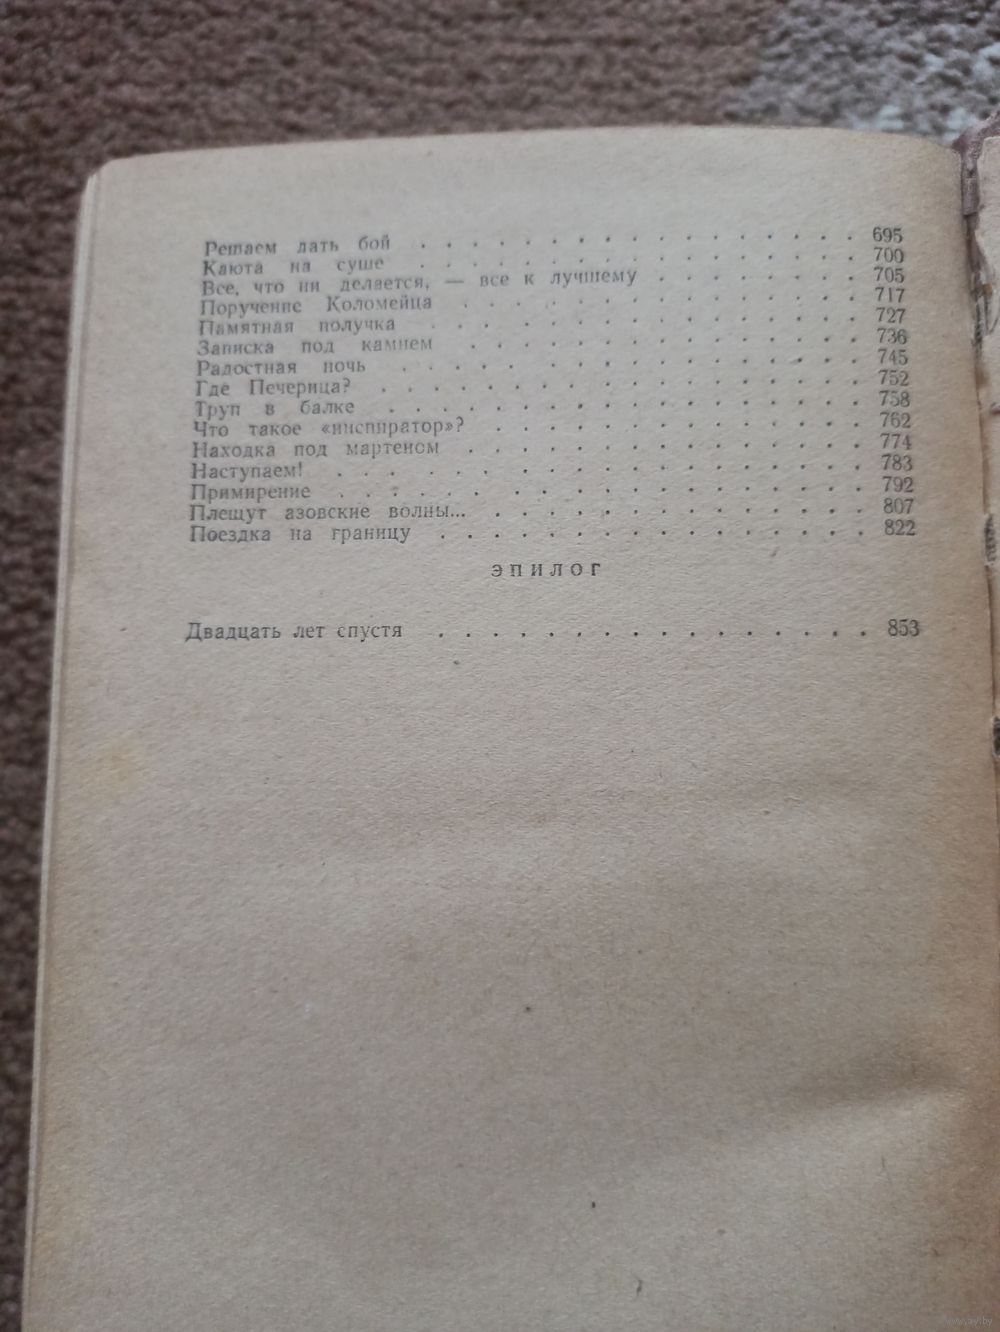 Решаем дать бой . . . . . . . . . . . . . . . . . 695
Каюта на суше . . . . . . . . . . . . . . . . . 700
Все, что ни делается, — все к лучшему . . . . . . . . 705
Поручение Коломейца . . . . . . . . . . . . . . . 717
Памятная получка . . . . . . . . . . . . . . . . 727
Записка под камнем . . . . . . . . . . . . . . . 736
Радостная ночь . . . . . . . . . . . . . . . . . 745
Где Печерица? . . . . . . . . . . . . . . . . . . 752
Труп в балке . . . . . . . . . . . . . . . . . . 758
Что такое «инспиратор»? . . . . . . . . . . . . . . 762
Находка под мартеном . . . . . . . . . . . . . . . 774
Наступаем! . . . . . . . . . . . . . . . . . . . 783
Примирение . . . . . . . . . . . . . . . . . . . 792
Плещут азовские волны... . . . . . . . . . . . . . . 807
Поездка на границу . . . . . . . . . . . . . . . . 822
ЭПИЛОГ
Двадцать лет спустя . . . . . . . . . . . . . . . . 853
www.ay.by